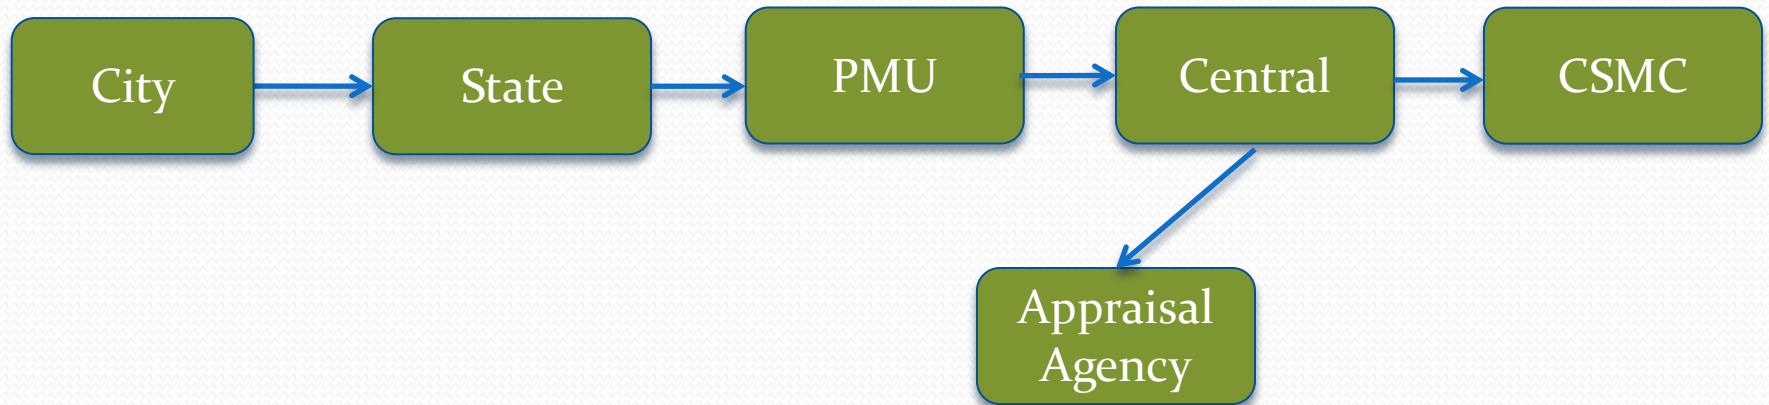 City
State
PMU
Central
CSMC
Appraisal
Agency